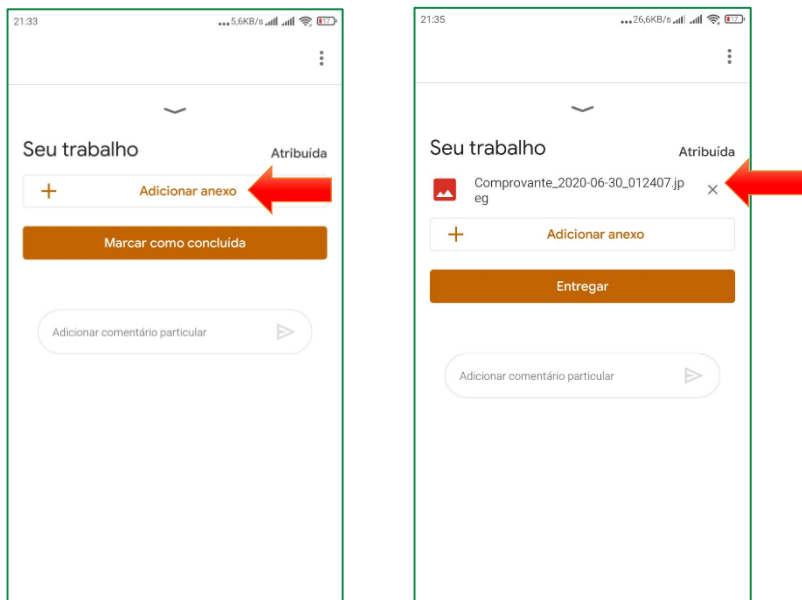 21:33
...5,6KB/s 17
Seu trabalho
Atribuída
+ Adicionar anexo
Marcar como concluída
Adicionar comentário particular
21:35
...26,6KB/s 17
Seu trabalho
Atribuída
Comprovante_2020-06-30_012407.jp
eg
+ Adicionar anexo
Entregar
Adicionar comentário particular